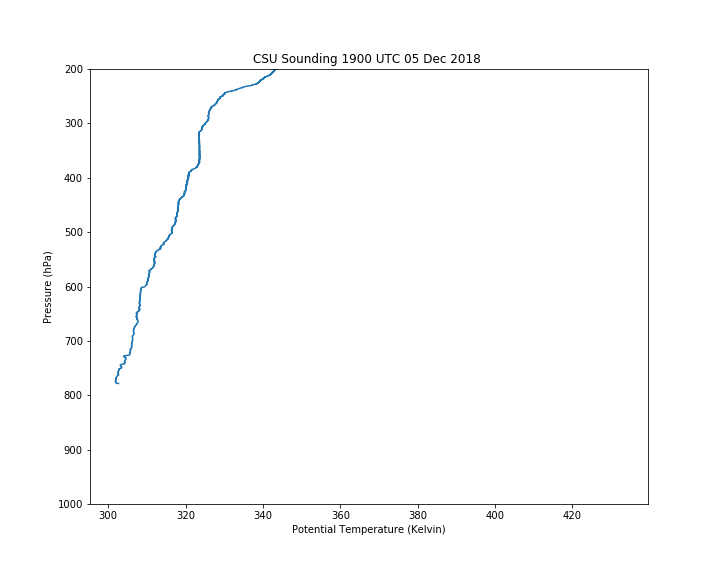 CSU Sounding 1900 UTC 05 Dec 2018
200
300
400
500
600
700
800
900
1000
Pressure (hPa)
300 320 340 360 380 400 420
Potential Temperature (Kelvin)